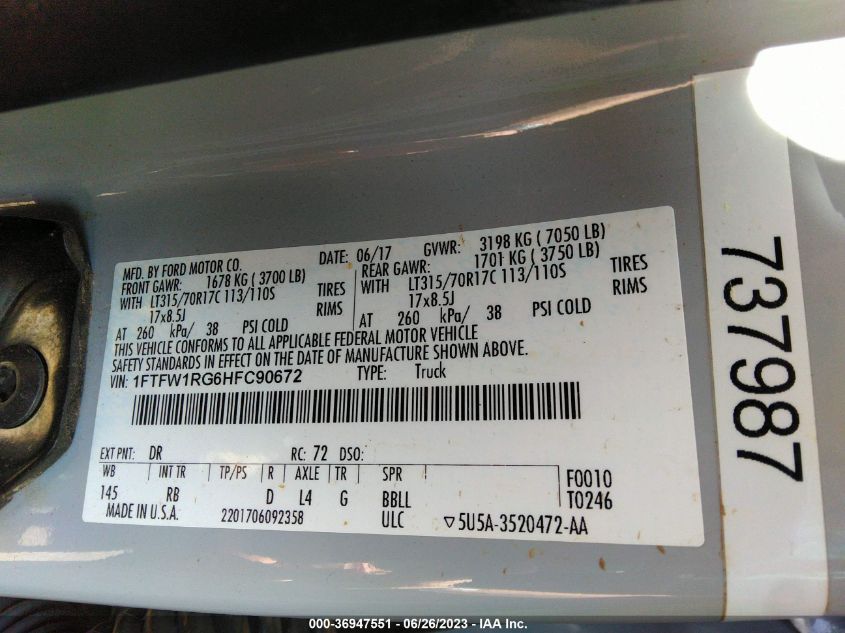 MFD. BY FORD MOTOR CO. DATE: 06/17 GVWR: 3198 KG ( 7050 LB)
FRONT GAWR: 1678 KG ( 3700 LB) REAR GAWR: 1701 KG ( 3750 LB)
WITH LT315/70R17C 113/110S TIRES WITH LT315/70R17C 113/110S TIRES
17x8.5J RIMS 17x8.5J RIMS
AT 260 kPa/ 38 PSI COLD AT 260 kPa/ 38 PSI COLD
THIS VEHICLE CONFORMS TO ALL APPLICABLE FEDERAL MOTOR VEHICLE
SAFETY STANDARDS IN EFFECT ON THE DATE OF MANUFACTURE SHOWN ABOVE.
VIN: 1FTFW1RG6HFC90672 TYPE: Truck
EXT PNT: DR RC: 72 DSO:
WB INT TR TP/PS R AXLE TR SPR F0010
145 RB D L4 G BBLL T0246
MADE IN U.S.A. 2201706092358 ULC ▽5U5A-3520472-AA
737987
000-36947551 - 06/26/2023 - IAA Inc.